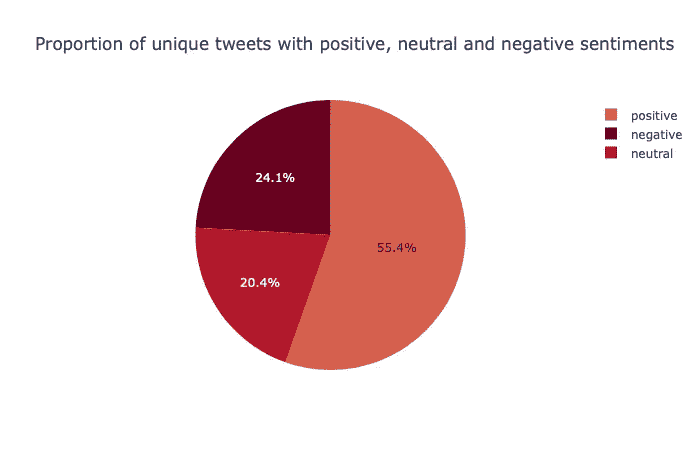 Proportion of unique tweets with positive, neutral and negative sentiments
positive
negative
neutral
24.1%
55.4%
20.4%